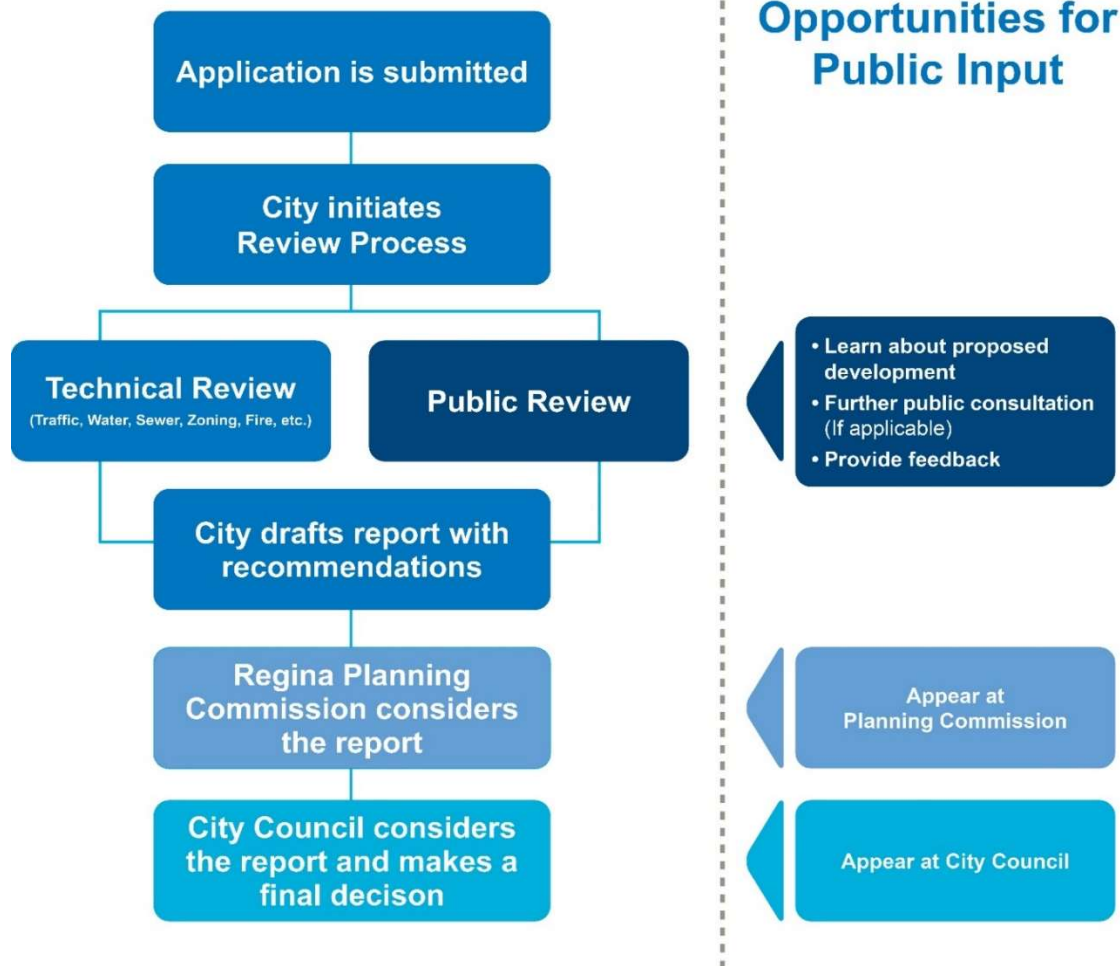 Application is submitted
City initiates
Review Process
Technical Review
(Traffic, Water, Sewer, Zoning, Fire, etc.)
Public Review
City drafts report with
recommendations
Regina Planning
Commission considers
the report
City Council considers
the report and makes a
final decison
Opportunities for
Public Input
• Learn about proposed
development
• Further public consultation
(If applicable)
• Provide feedback
Appear at
Planning Commission
Appear at City Council